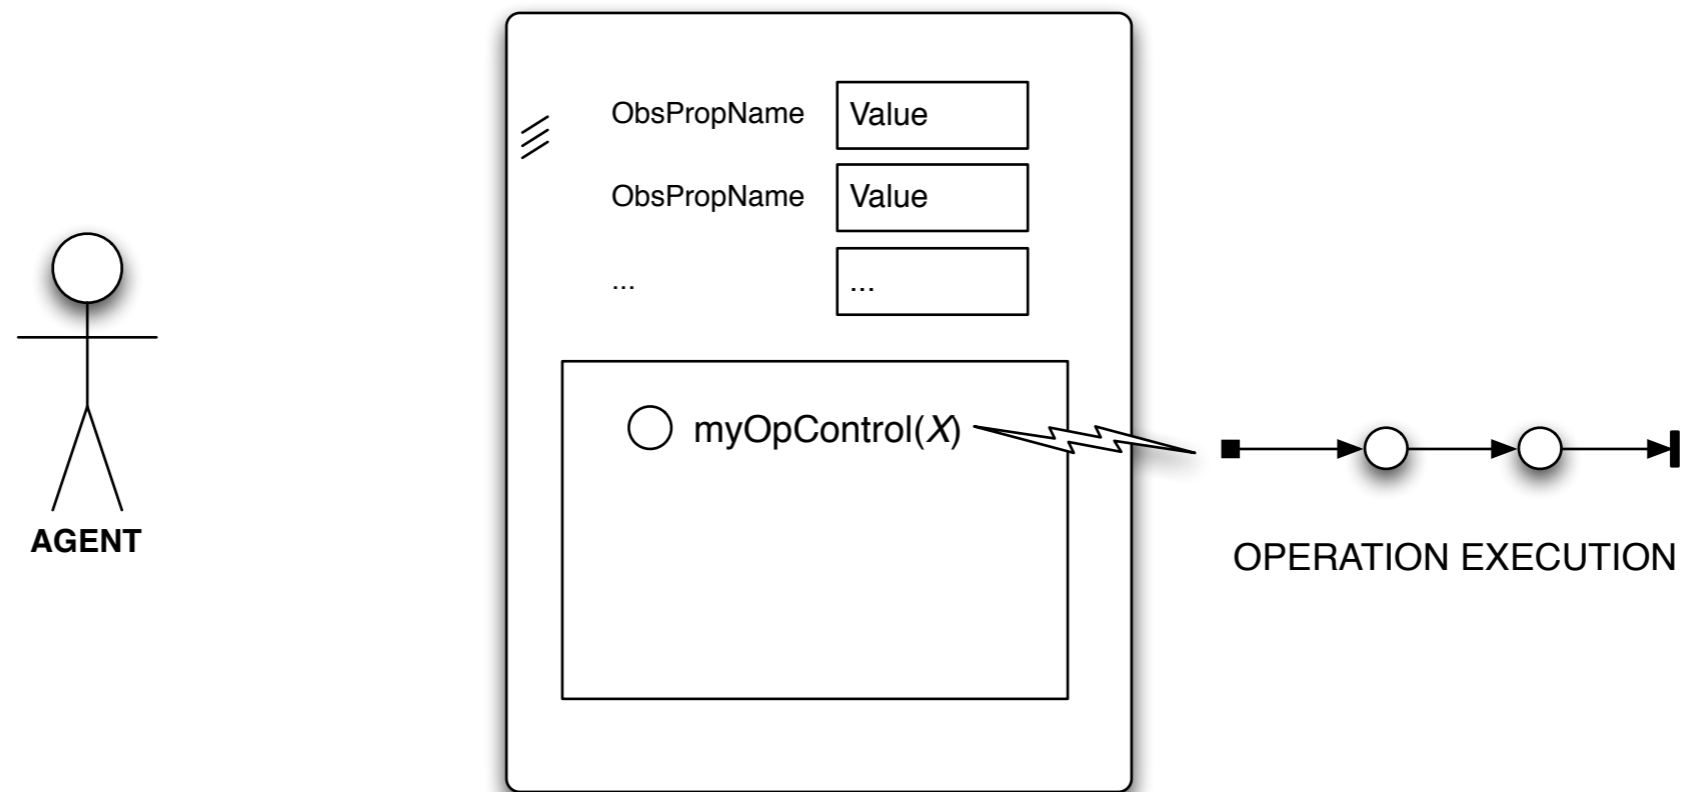 ObsPropName Value
ObsPropName Value
... ...
myOpControl(X)
AGENT
OPERATION EXECUTION